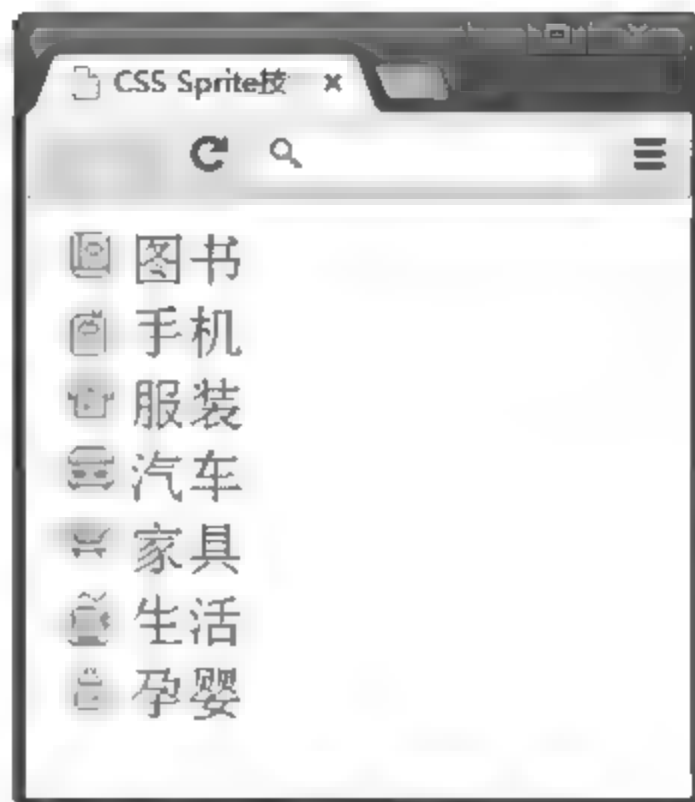 CSS Sprite技
图书
手机
服装
汽车
家具
生活
孕婴